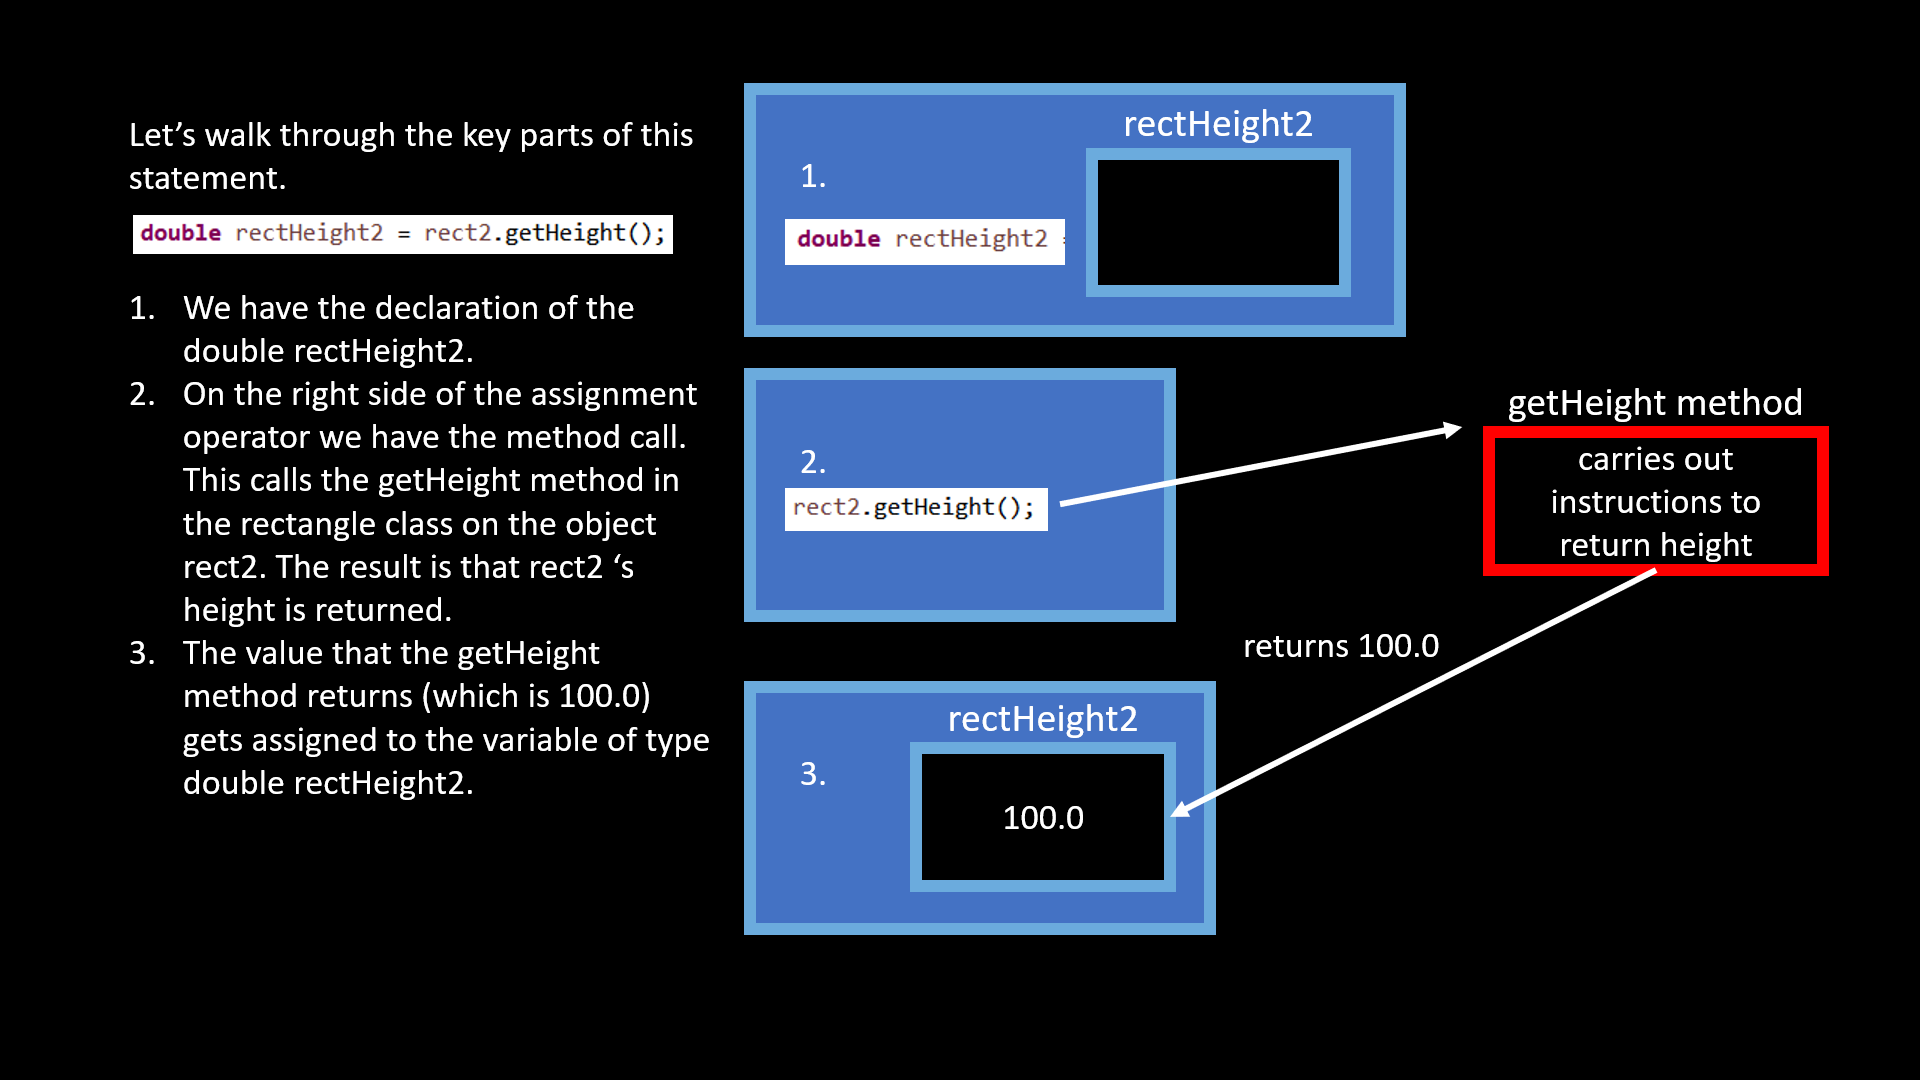 Let’s walk through the key parts of this
statement.
double rectHeight2 = rect2.getHeight();
1. We have the declaration of the
double rectHeight2.
2. On the right side of the assignment
operator we have the method call.
This calls the getHeight method in
the rectangle class on the object
rect2. The result is that rect2 ‘s
height is returned.
3. The value that the getHeight
method returns (which is 100.0)
gets assigned to the variable of type
double rectHeight2.
rectHeight2
1.
double rectHeight2 =
2.
rect2.getHeight();
getHeight method
carries out
instructions to
return height
returns 100.0
rectHeight2
3.
100.0